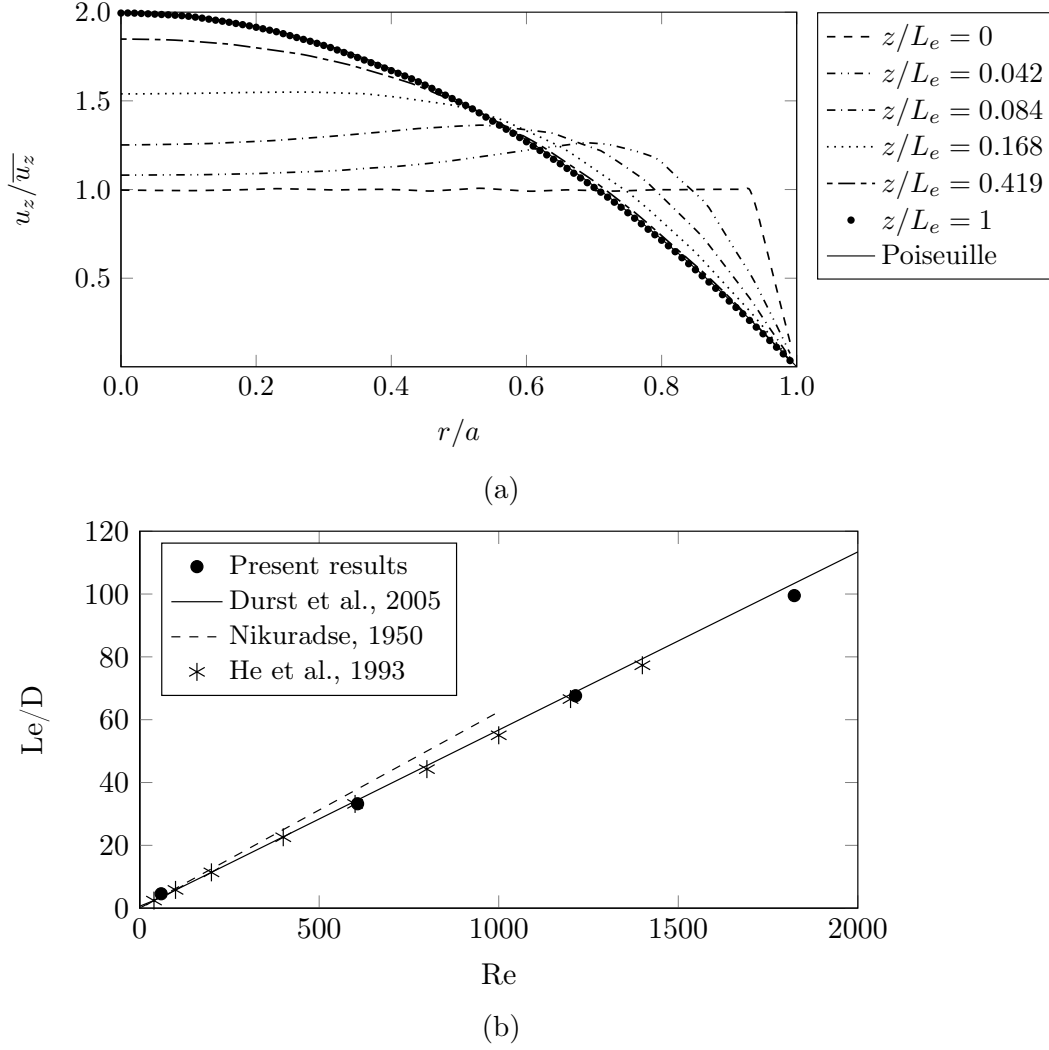 2.0
1.5
1.0
0.5
u_z/\overline{u_z}
0.0 0.2 0.4 0.6 0.8 1.0
r/a
z/L_e = 0
z/L_e = 0.042
z/L_e = 0.084
z/L_e = 0.168
z/L_e = 0.419
z/L_e = 1
Poiseuille
(a)
120
100
80
60
40
20
0
Le/D
Present results
Durst et al., 2005
Nikuradse, 1950
He et al., 1993
0 500 1000 1500 2000
Re
(b)